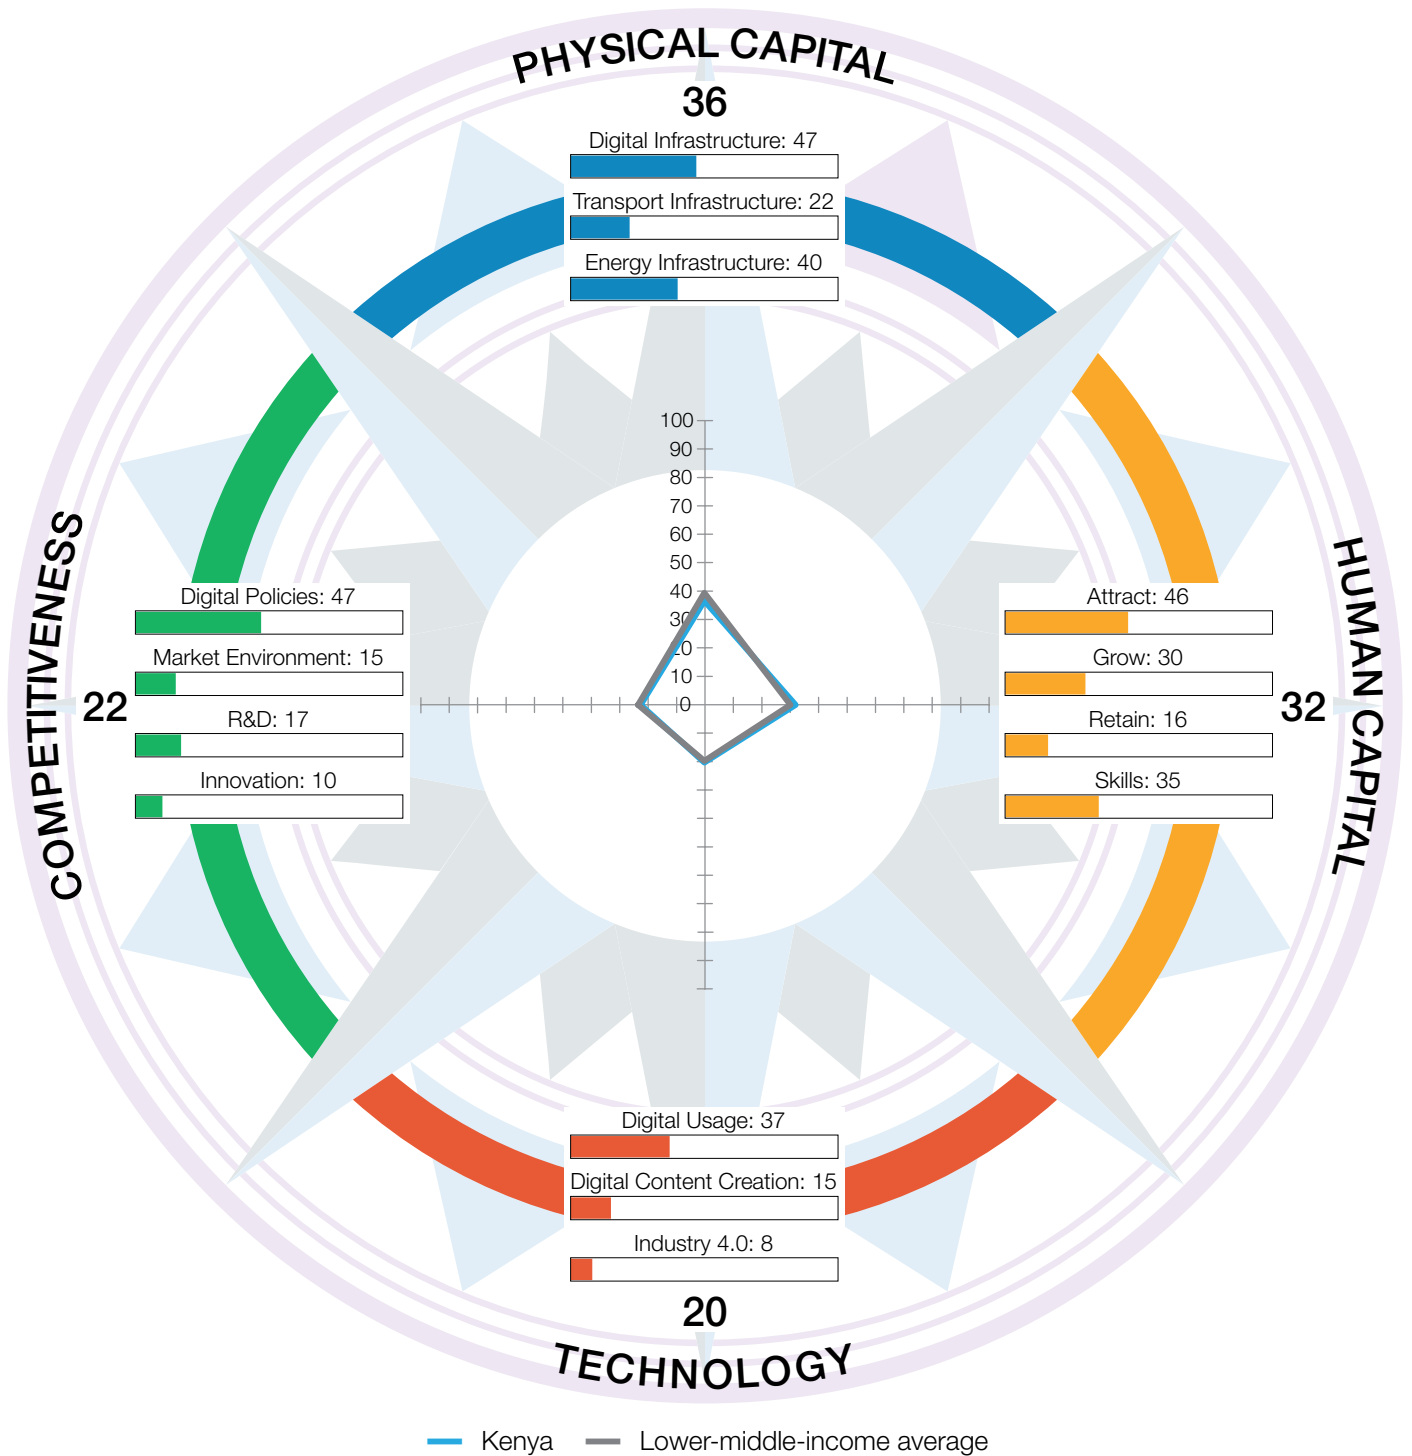 PHYSICAL CAPITAL
36
Digital Infrastructure: 47
Transport Infrastructure: 22
Energy Infrastructure: 40
100
90
80
70
60
50
40
30
20
10
0
COMPETITIVENESS
22
Digital Policies: 47
Market Environment: 15
R&D: 17
Innovation: 10
HUMAN CAPITAL
32
Attract: 46
Grow: 30
Retain: 16
Skills: 35
Digital Usage: 37
Digital Content Creation: 15
Industry 4.0: 8
20
TECHNOLOGY
Kenya
Lower-middle-income average